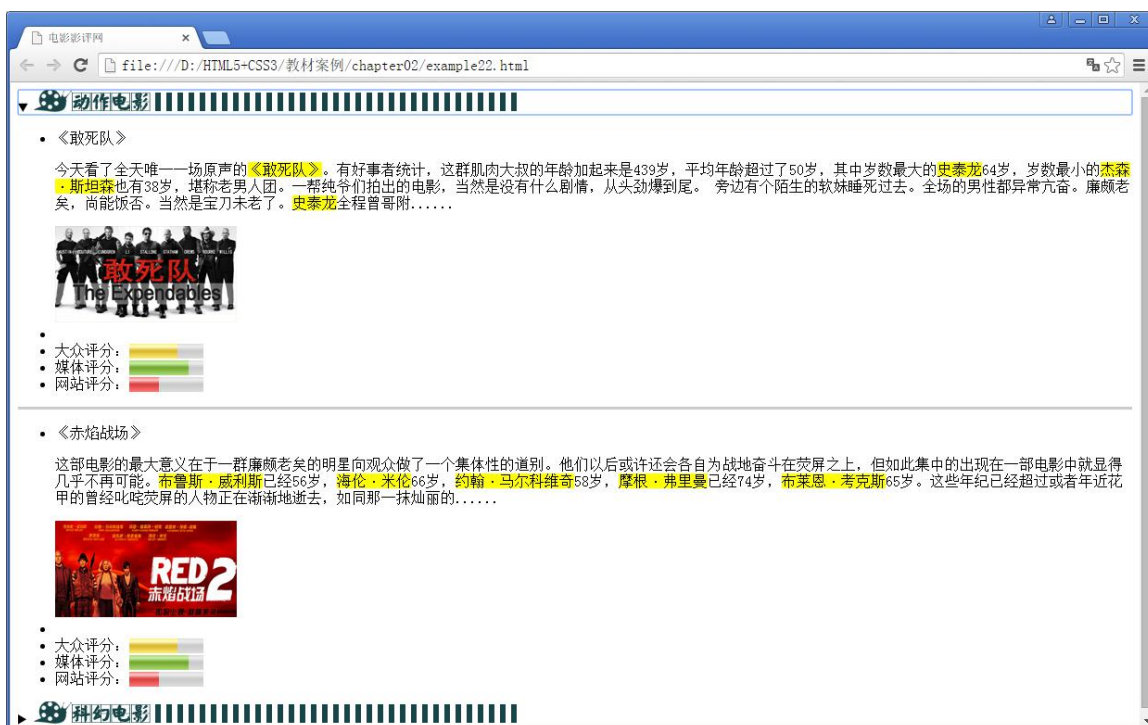 电影影评网
file:///D:/HTML5+CSS3/教材案例/chapter02/example22.html
动作电影
《敢死队》
今天看了全天唯一一场原声的《敢死队》。有好事者统计，这群肌肉大叔的年龄加起来是439岁，平均年龄超过了50岁，其中岁数最大的史泰龙64岁，岁数最小的杰森
·斯坦森也有38岁，堪称老男人团。一帮纯爷们拍出的电影，当然是没有什么剧情，从头劲爆到尾。 旁边有个陌生的软妹睡死过去。全场的男性都异常亢奋。廉颇老
矣，尚能饭否。当然是宝刀未老了。史泰龙全程曾哥附......
敢死队
The Expendables
大众评分：
媒体评分：
网站评分：
《赤焰战场》
这部电影的最大意义在于一群廉颇老矣的明星向观众做了一个集体性的道别。他们以后或许还会各自为战地奋斗在荧屏之上，但如此集中的出现在一部电影中就显得
几乎不再可能。布鲁斯·威利斯已经56岁，海伦·米伦66岁，约翰·马尔科维奇58岁，摩根·弗里曼已经74岁，布莱恩·考克斯65岁。这些年纪已经超过或者年近花
甲的曾经叱咤荧屏的人物正在渐渐地逝去，如同那一抹灿丽的......
RED 2
赤焰战场
大众评分：
媒体评分：
网站评分：
科幻电影